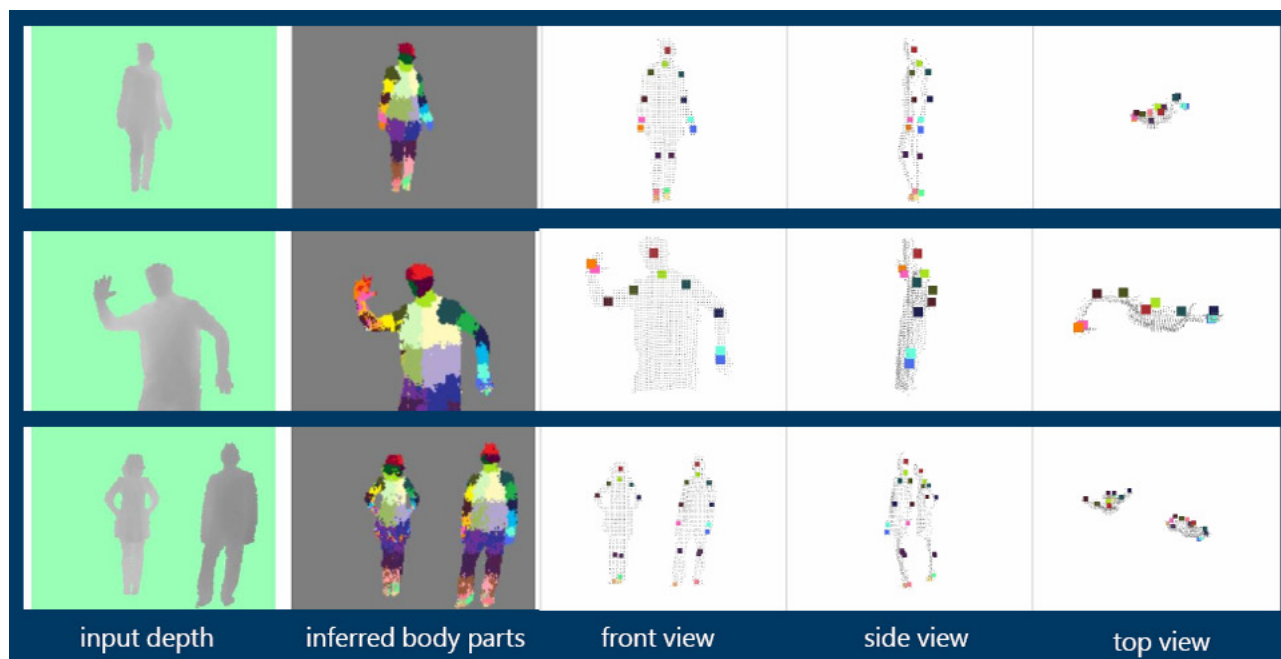 input depth
inferred body parts
front view
side view
top view